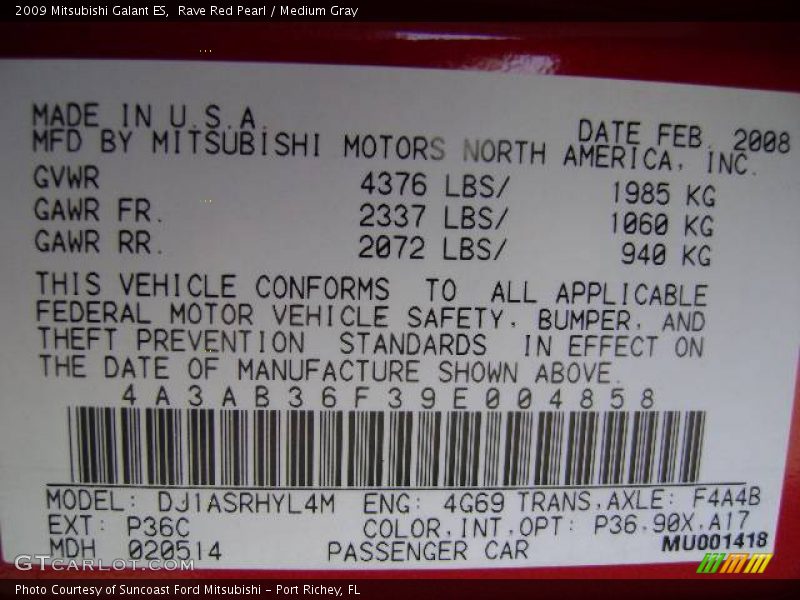 2009 Mitsubishi Galant ES,  Rave Red Pearl / Medium Gray
MADE IN U.S.A. DATE FEB. 2008
MFD BY MITSUBISHI MOTORS NORTH AMERICA, INC.
GVWR 4376 LBS/ 1985 KG
GAWR FR. 2337 LBS/ 1060 KG
GAWR RR. 2072 LBS/ 940 KG
THIS VEHICLE CONFORMS TO ALL APPLICABLE
FEDERAL MOTOR VEHICLE SAFETY, BUMPER, AND
THEFT PREVENTION STANDARDS IN EFFECT ON
THE DATE OF MANUFACTURE SHOWN ABOVE.
4A3AB36F39E004858
MODEL: DJ1ASRHYL4M ENG: 4G69 TRANS,AXLE: F4A4B
EXT: P36C COLOR,INT,OPT: P36,90X,A17
MDH 020514 PASSENGER CAR MU001418
GTCARLOT.COM
Photo Courtesy of Suncoast Ford Mitsubishi - Port Richey, FL